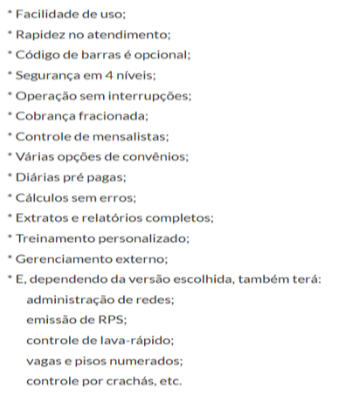 * Facilidade de uso;
* Rapidez no atendimento;
* Código de barras é opcional;
* Segurança em 4 níveis;
* Operação sem interrupções;
* Cobrança fracionada;
* Controle de mensalistas;
* Várias opções de convênios;
* Diárias pré pagas;
* Cálculos sem erros;
* Extratos e relatórios completos;
* Treinamento personalizado;
* Gerenciamento externo;
* E, dependendo da versão escolhida, também terá:
administração de redes;
emissão de RPS;
controle de lava-rápido;
vagas e pisos numerados;
controle por crachás, etc.